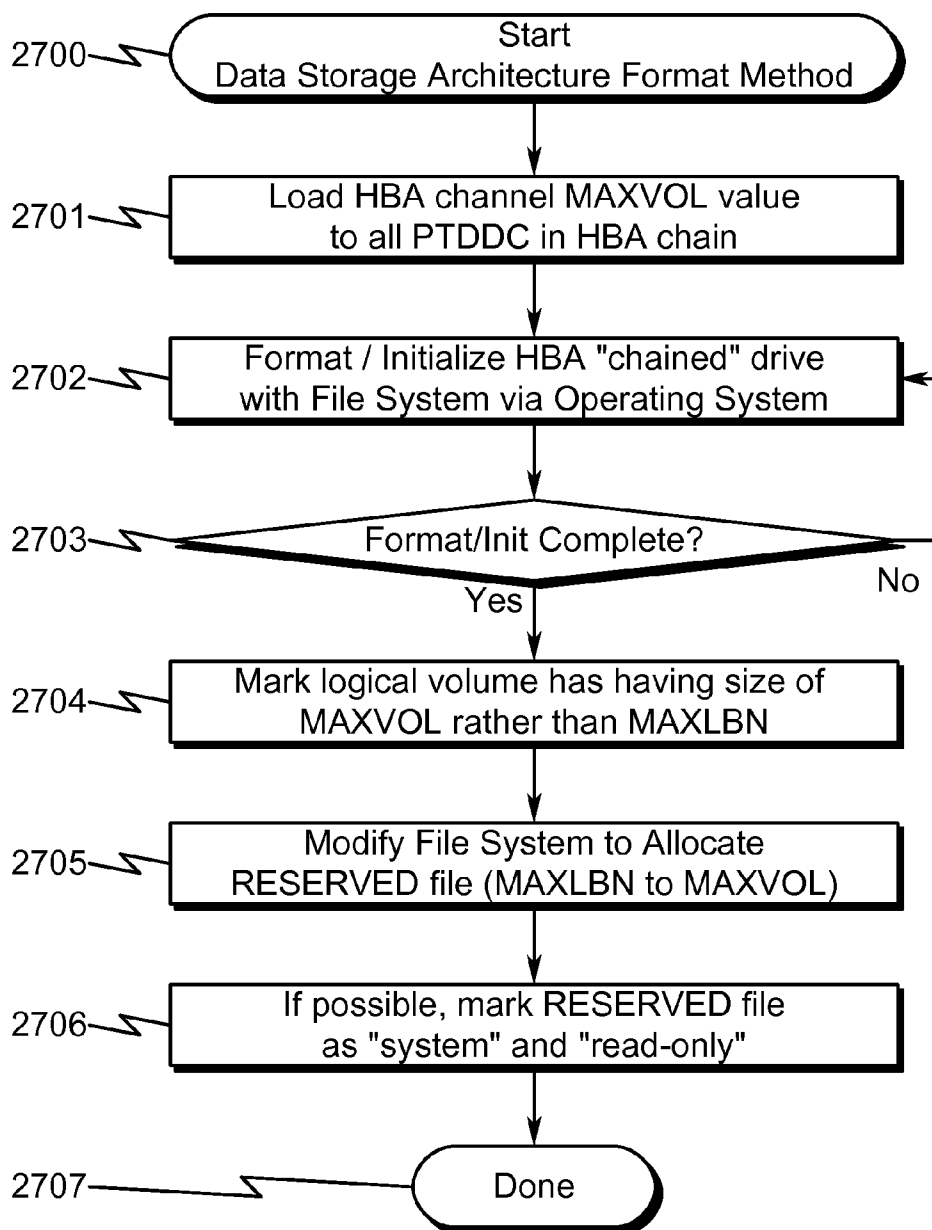 Start
2700
Data Storage Architecture Format Method
Load HBA channel MAXVOL value
2701
to all PTDDC in HBA chain
Format / Initialize HBA "chained" drive
2702
with File System via Operating System
2703
Format/Init Complete?
No
Yes
Mark logical volume has having size of
2704
MAXVOL rather than MAXLBN
Modify File System to Allocate
2705
RESERVED file (MAXLBN to MAXVOL)
If possible, mark RESERVED file
2706
as "system" and "read-only"
2707
Done